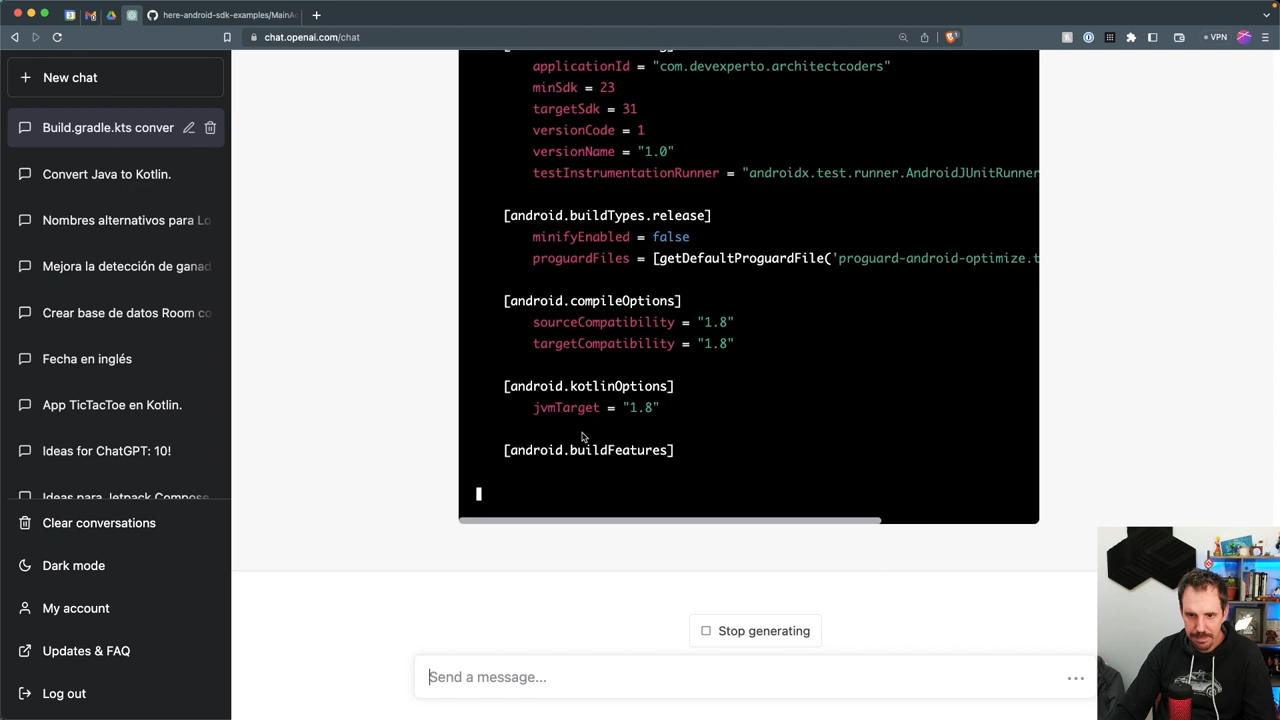 here-android-sdk-examples/MainAc
chat.openai.com/chat
VPN
New chat
Build.gradle.kts conver
Convert Java to Kotlin.
Nombres alternativos para Lo
Mejora la detección de ganad
Crear base de datos Room co
Fecha en inglés
App TicTacToe en Kotlin.
Ideas for ChatGPT: 10!
Ideas para Jetpack Compose
Clear conversations
Dark mode
My account
Updates & FAQ
Log out
applicationId = "com.devexperto.architectcoders"
minSdk = 23
targetSdk = 31
versionCode = 1
versionName = "1.0"
testInstrumentationRunner = "androidx.test.runner.AndroidJUnitRunner
[android.buildTypes.release]
minifyEnabled = false
proguardFiles = [getDefaultProguardFile('proguard-android-optimize.t
[android.compileOptions]
sourceCompatibility = "1.8"
targetCompatibility = "1.8"
[android.kotlinOptions]
jvmTarget = "1.8"
[android.buildFeatures]
Stop generating
Send a message...